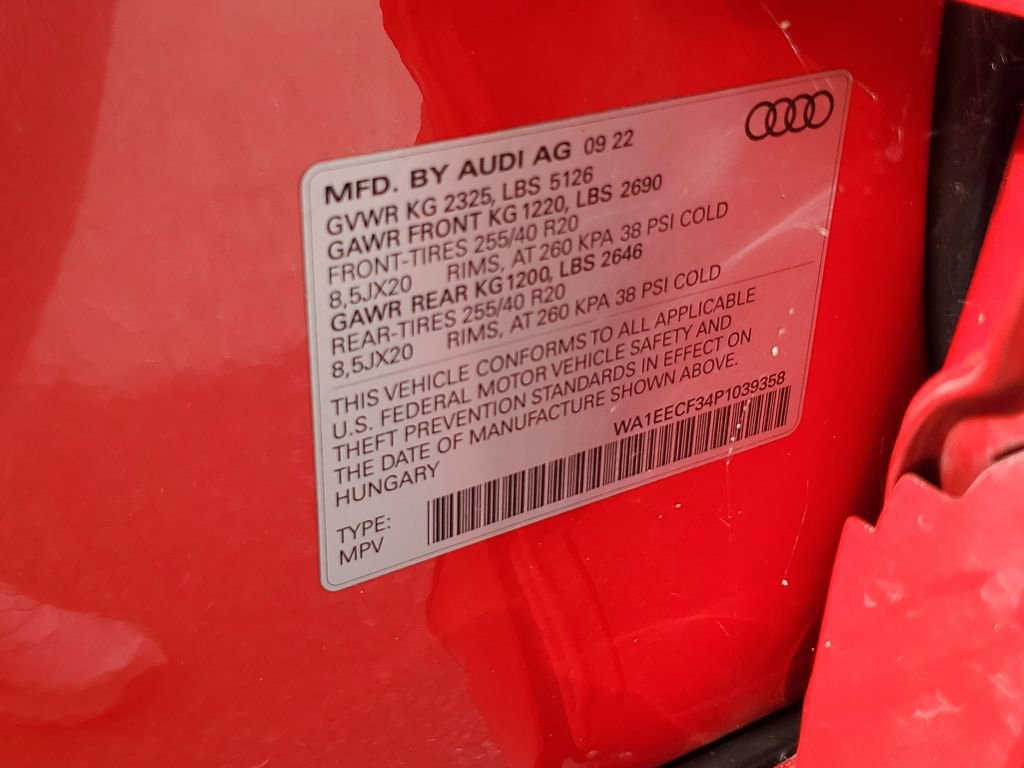 MFD. BY AUDI AG 09 22
GVWR KG 2325, LBS 5126
GAWR FRONT KG 1220, LBS 2690
FRONT-TIRES 255/40 R20
8,5JX20 RIMS, AT 260 KPA 38 PSI COLD
GAWR REAR KG 1200, LBS 2646
REAR-TIRES 255/40 R20
8,5JX20 RIMS, AT 260 KPA 38 PSI COLD
THIS VEHICLE CONFORMS TO ALL APPLICABLE
U.S. FEDERAL MOTOR VEHICLE SAFETY AND
THEFT PREVENTION STANDARDS IN EFFECT ON
THE DATE OF MANUFACTURE SHOWN ABOVE.
HUNGARY WA1EECF34P1039358
TYPE:
MPV